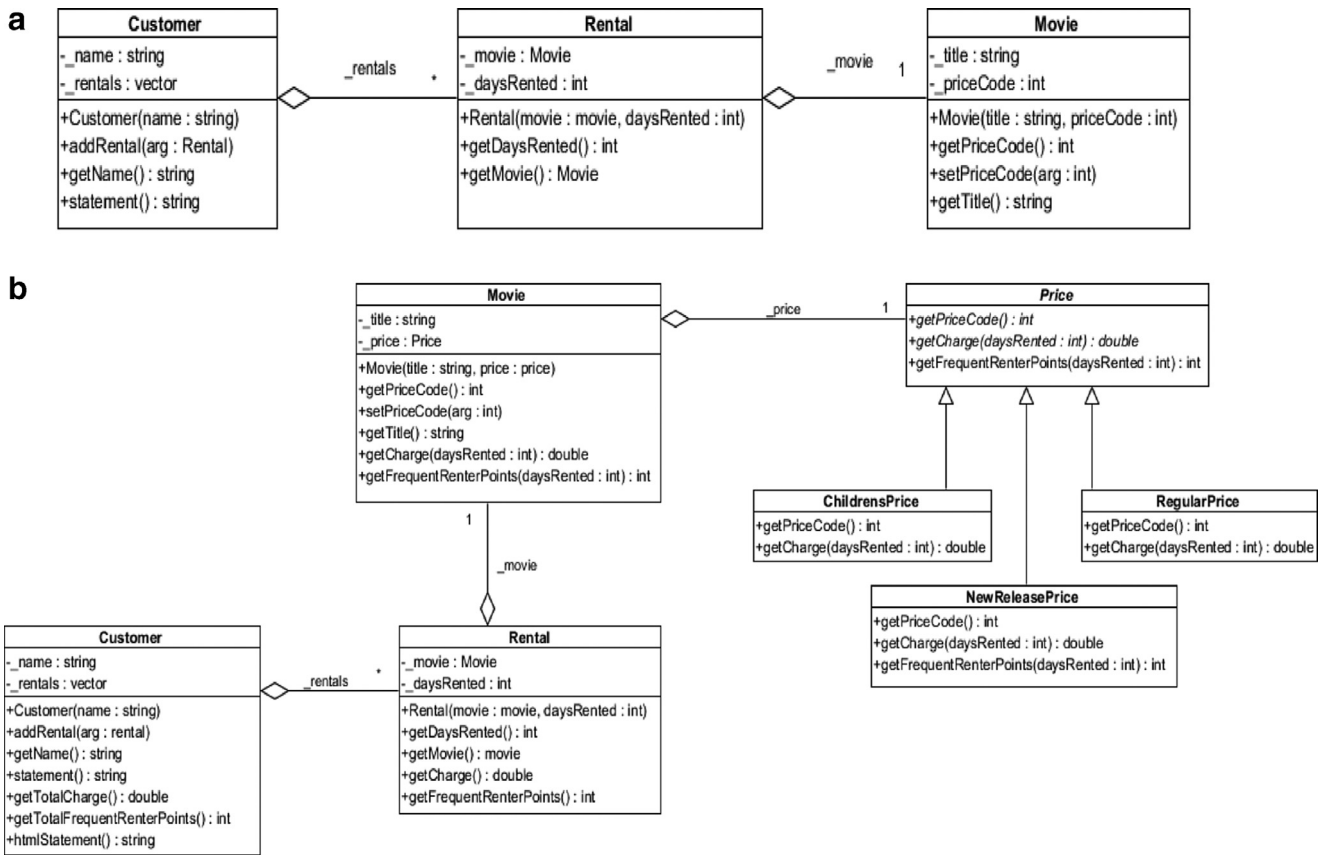 a
Customer
-_name : string
-_rentals : vector
+Customer(name : string)
+addRental(arg : Rental)
+getName() : string
+statement() : string
_rentals
*
Rental
-_movie : Movie
-_daysRented : int
+Rental(movie : movie, daysRented : int)
+getDaysRented() : int
+getMovie() : Movie
_movie
1
Movie
-_title : string
-_priceCode : int
+Movie(title : string, priceCode : int)
+getPriceCode() : int
+setPriceCode(arg : int)
+getTitle() : string
b
Movie
-_title : string
-_price : Price
+Movie(title : string, price : price)
+getPriceCode() : int
+setPriceCode(arg : int)
+getTitle() : string
+getCharge(daysRented : int) : double
+getFrequentRenterPoints(daysRented : int) : int
_price
1
Price
+getPriceCode() : int
+getCharge(daysRented : int) : double
+getFrequentRenterPoints(daysRented : int) : int
ChildrensPrice
+getPriceCode() : int
+getCharge(daysRented : int) : double
RegularPrice
+getPriceCode() : int
+getCharge(daysRented : int) : double
NewReleasePrice
+getPriceCode() : int
+getCharge(daysRented : int) : double
+getFrequentRenterPoints(daysRented : int) : int
1
_movie
Customer
-_name : string
-_rentals : vector
+Customer(name : string)
+addRental(arg : rental)
+getName() : string
+statement() : string
+getTotalCharge() : double
+getTotalFrequentRenterPoints() : int
+htmlStatement() : string
_rentals
*
Rental
-_movie : Movie
-_daysRented : int
+Rental(movie : movie, daysRented : int)
+getDaysRented() : int
+getMovie() : movie
+getCharge() : double
+getFrequentRenterPoints() : int